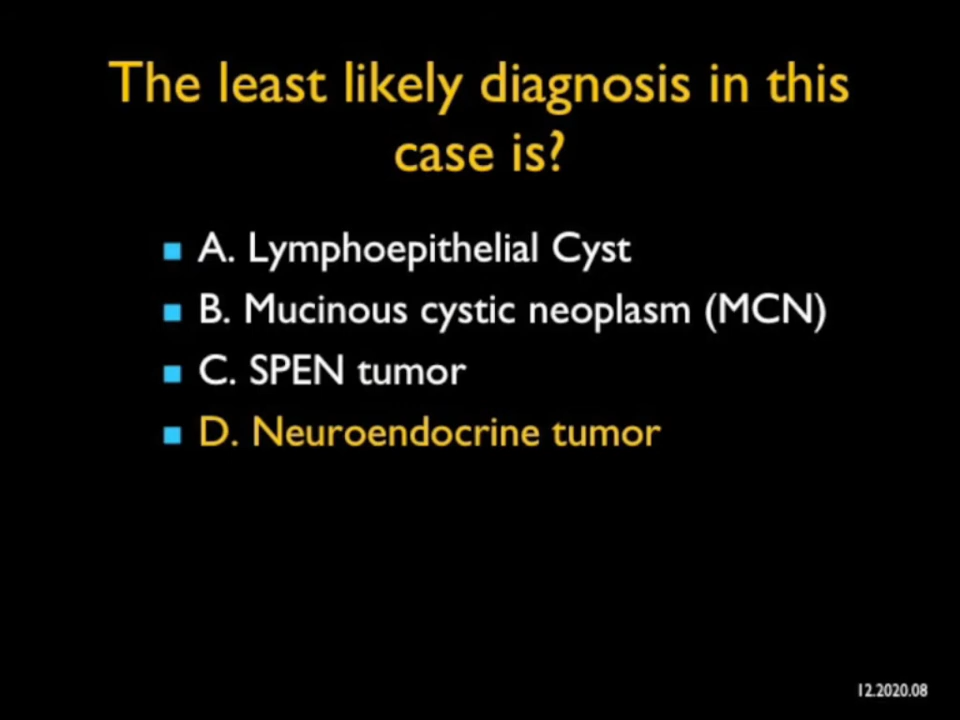 The least likely diagnosis in this
case is?
A. Lymphoepithelial Cyst
B. Mucinous cystic neoplasm (MCN)
C. SPEN tumor
D. Neuroendocrine tumor
12.2020.08